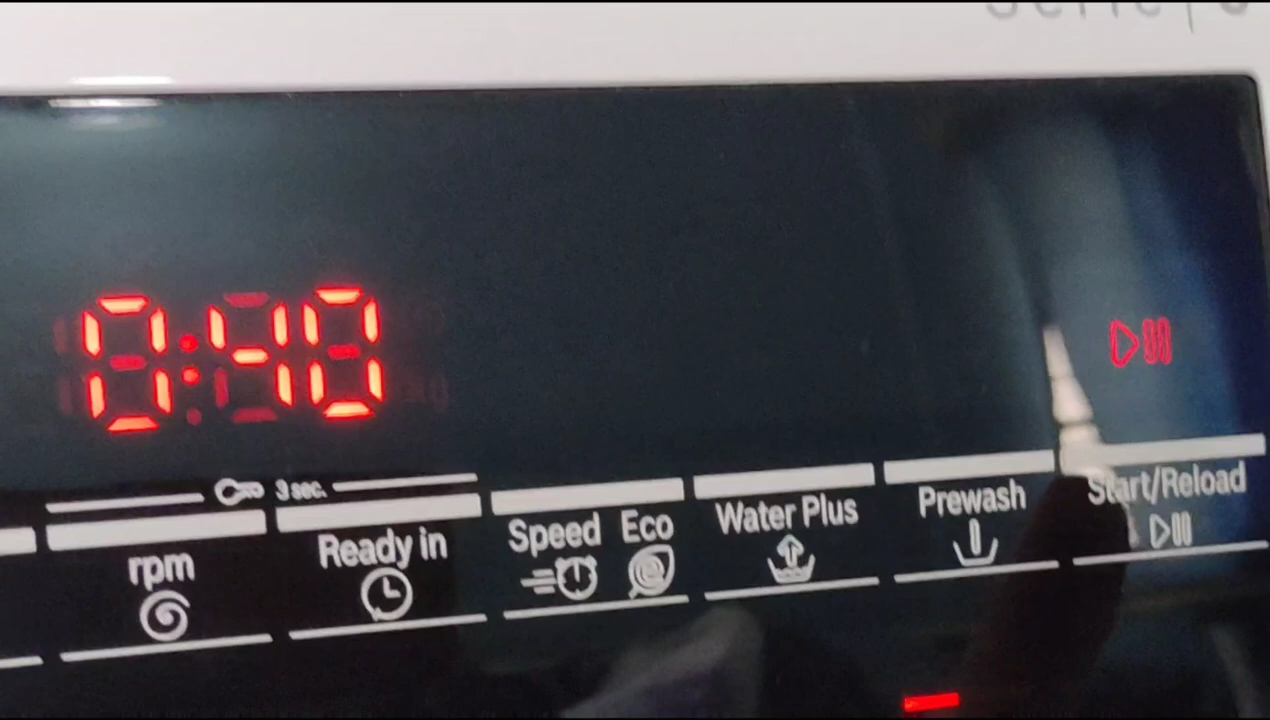 0:40
3 sec.
rpm
Ready in
Speed Eco
Water Plus
Prewash
Start/Reload